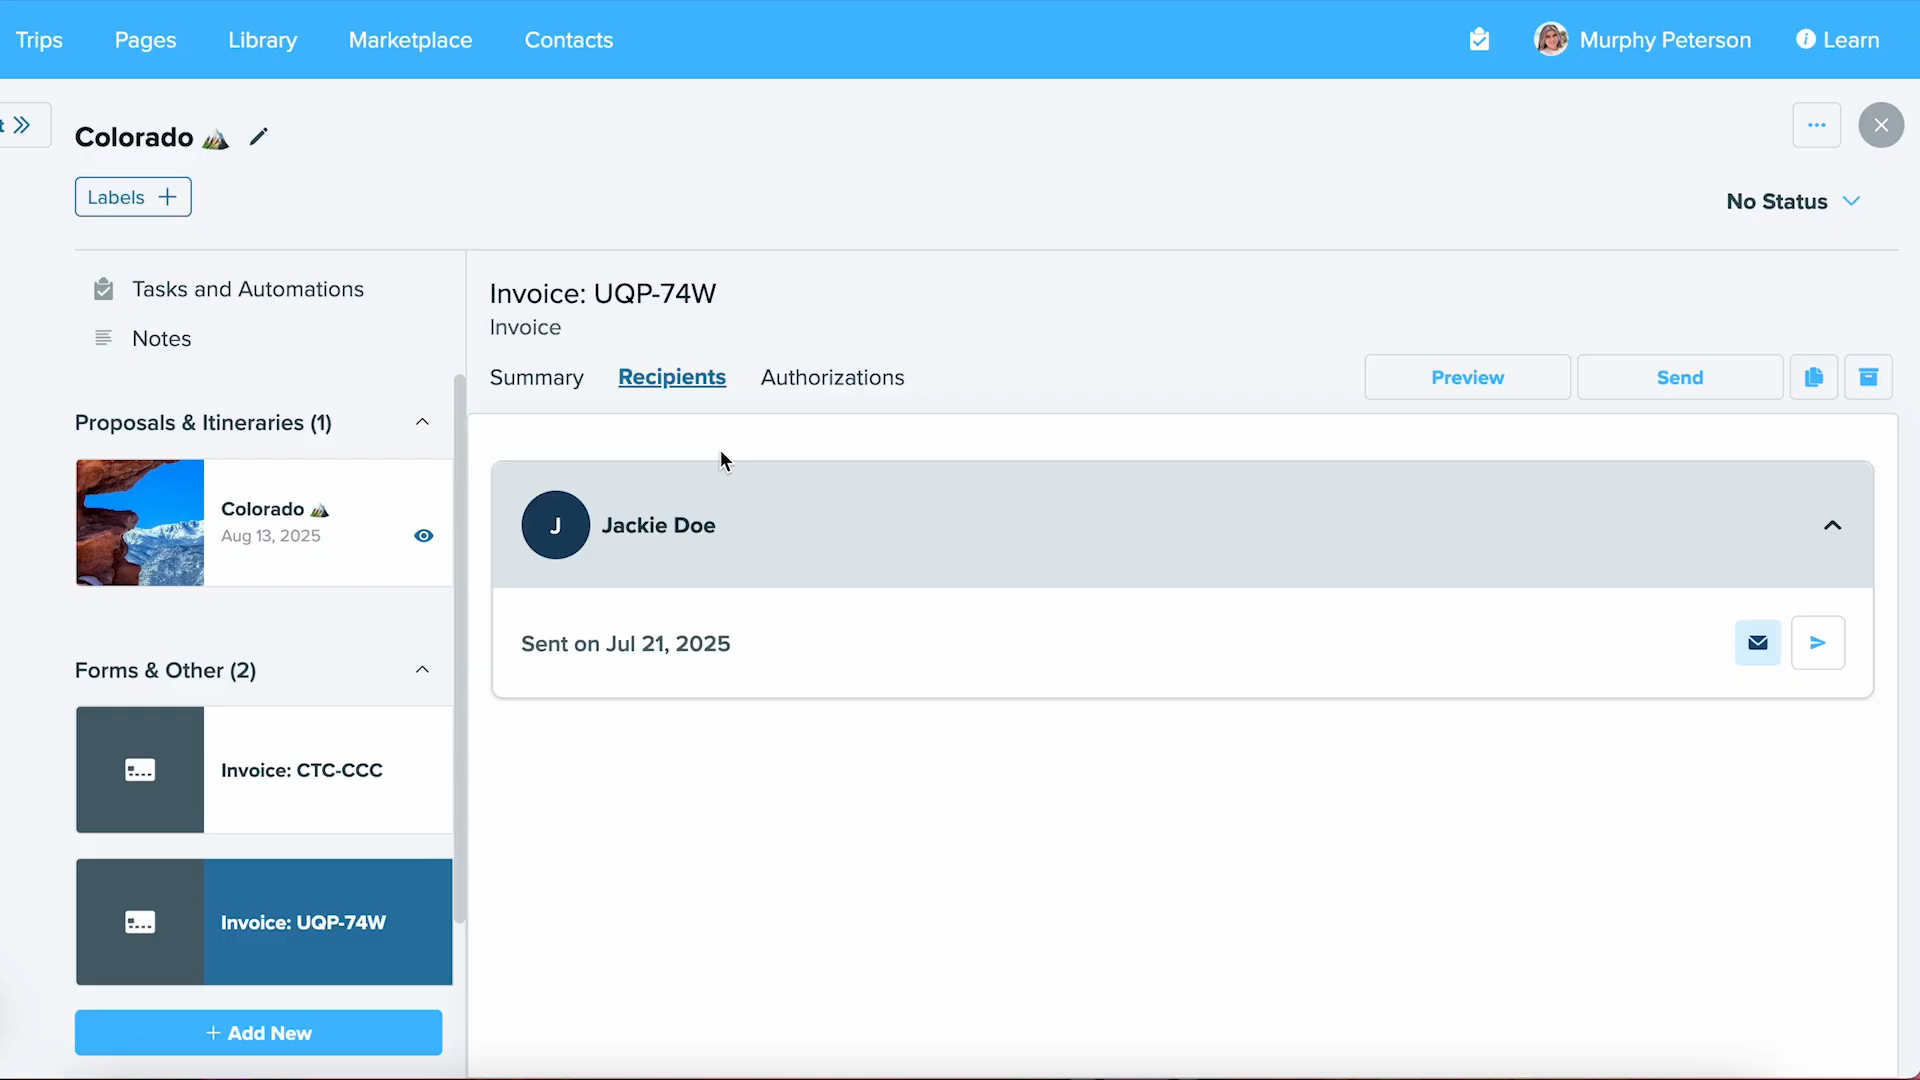 Trips
Pages
Library
Marketplace
Contacts
Murphy Peterson
Learn
t
Colorado
Labels +
No Status
Tasks and Automations
Notes
Proposals & Itineraries (1)
Colorado
Aug 13, 2025
Forms & Other (2)
Invoice: CTC-CCC
Invoice: UQP-74W
+ Add New
Invoice: UQP-74W
Invoice
Summary
Recipients
Authorizations
Preview
Send
J
Jackie Doe
Sent on Jul 21, 2025